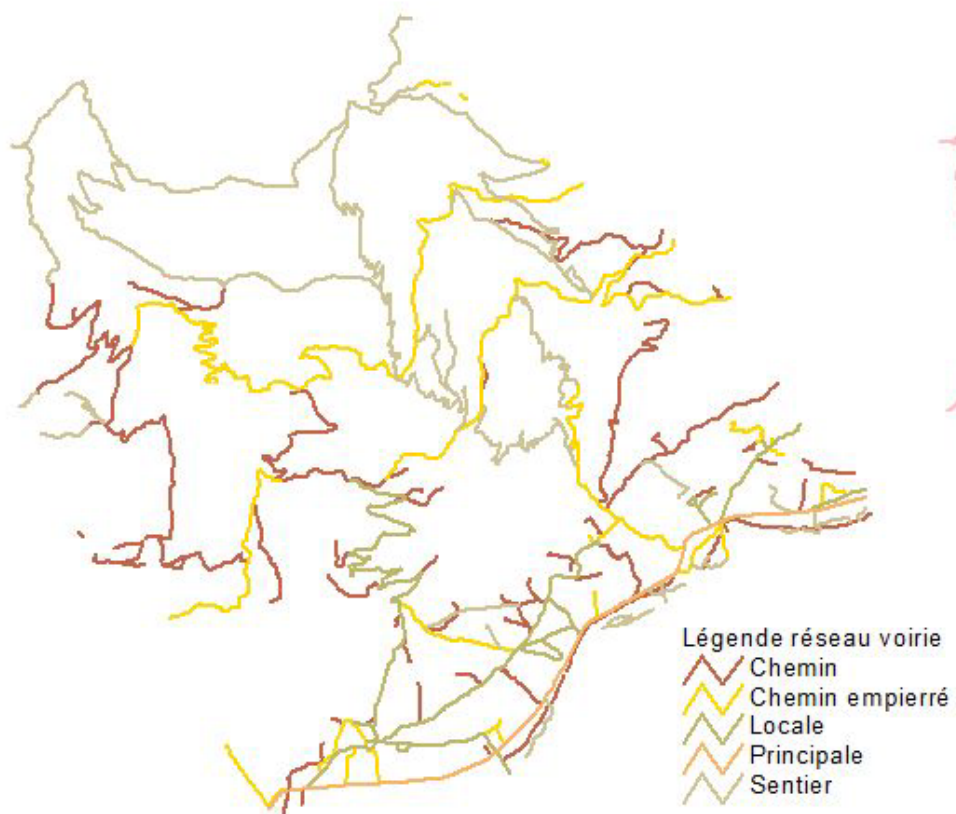 Légende réseau voirie
Chemin
Chemin empierré
Locale
Principale
Sentier